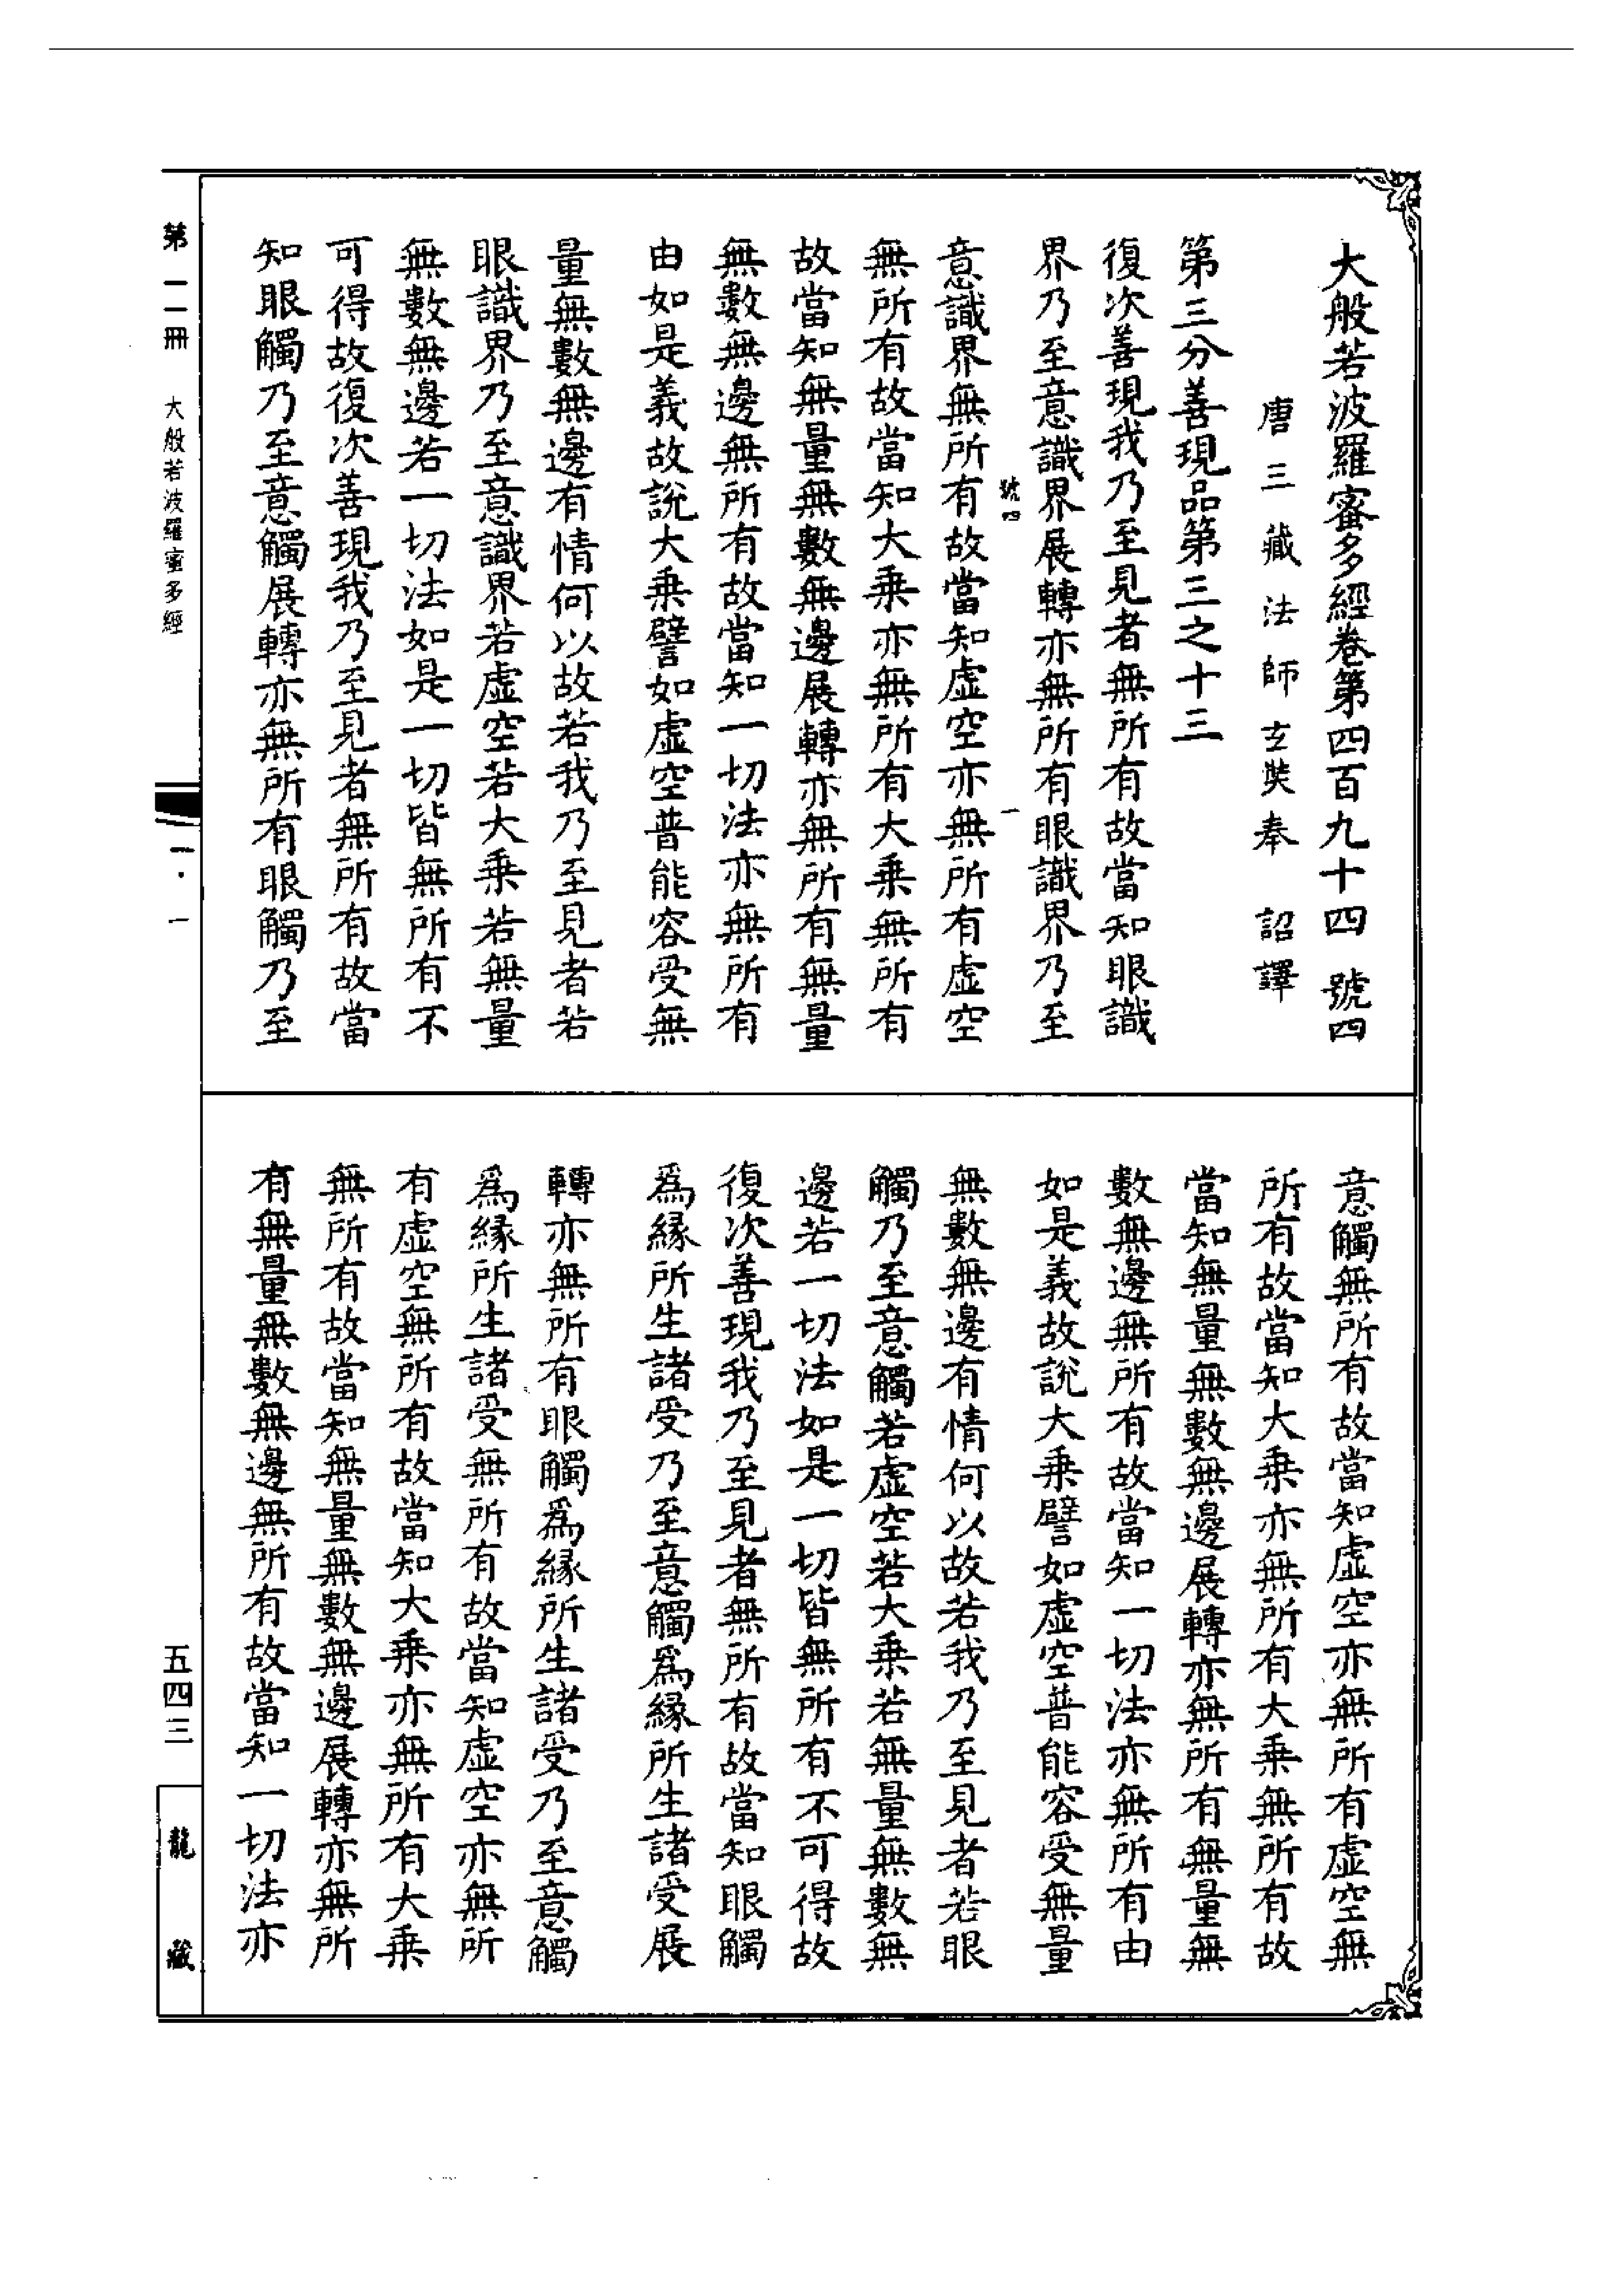 大般若波羅蜜多經卷第四百九十四　號四
唐三藏法師玄奘奉　詔譯
第三分善現品第三之十三
復次善現我乃至見者無所有故當知眼識
界乃至意識界展轉亦無所有眼識界乃至
號四　一
意識界無所有故當知虛空亦無所有虛空
無所有故當知大乗亦無所有大乗無所有
故當知無量無數無邊展轉亦無所有無量
無數無邊無所有故當知一切法亦無所有
由如是義故說大乗譬如虛空普能容受無
量無數無邊有情何以故若我乃至見者若
眼識界乃至意識界若虛空若大乗若無量
無數無邊若一切法如是一切皆無所有不
可得故復次善現我乃至見者無所有故當
知眼觸乃至意觸展轉亦無所有眼觸乃至
意觸無所有故當知虛空亦無所有虛空無
所有故當知大乗亦無所有大乗無所有故
當知無量無數無邊展轉亦無所有無量無
數無邊無所有故當知一切法亦無所有由
如是義故說大乗譬如虛空普能容受無量
無數無邊有情何以故若我乃至見者若眼
觸乃至意觸若虛空若大乗若無量無數無
邊若一切法如是一切皆無所有不可得故
復次善現我乃至見者無所有故當知眼觸
爲緣所生諸受乃至意觸爲緣所生諸受展
轉亦無所有眼觸爲緣所生諸受乃至意觸
爲緣所生諸受無所有故當知虛空亦無所
有虛空無所有故當知大乗亦無所有大乗
無所有故當知無量無數無邊展轉亦無所
有無量無數無邊無所有故當知一切法亦
第一一冊　大般若波羅蜜多經
一·一
五四三
龍藏